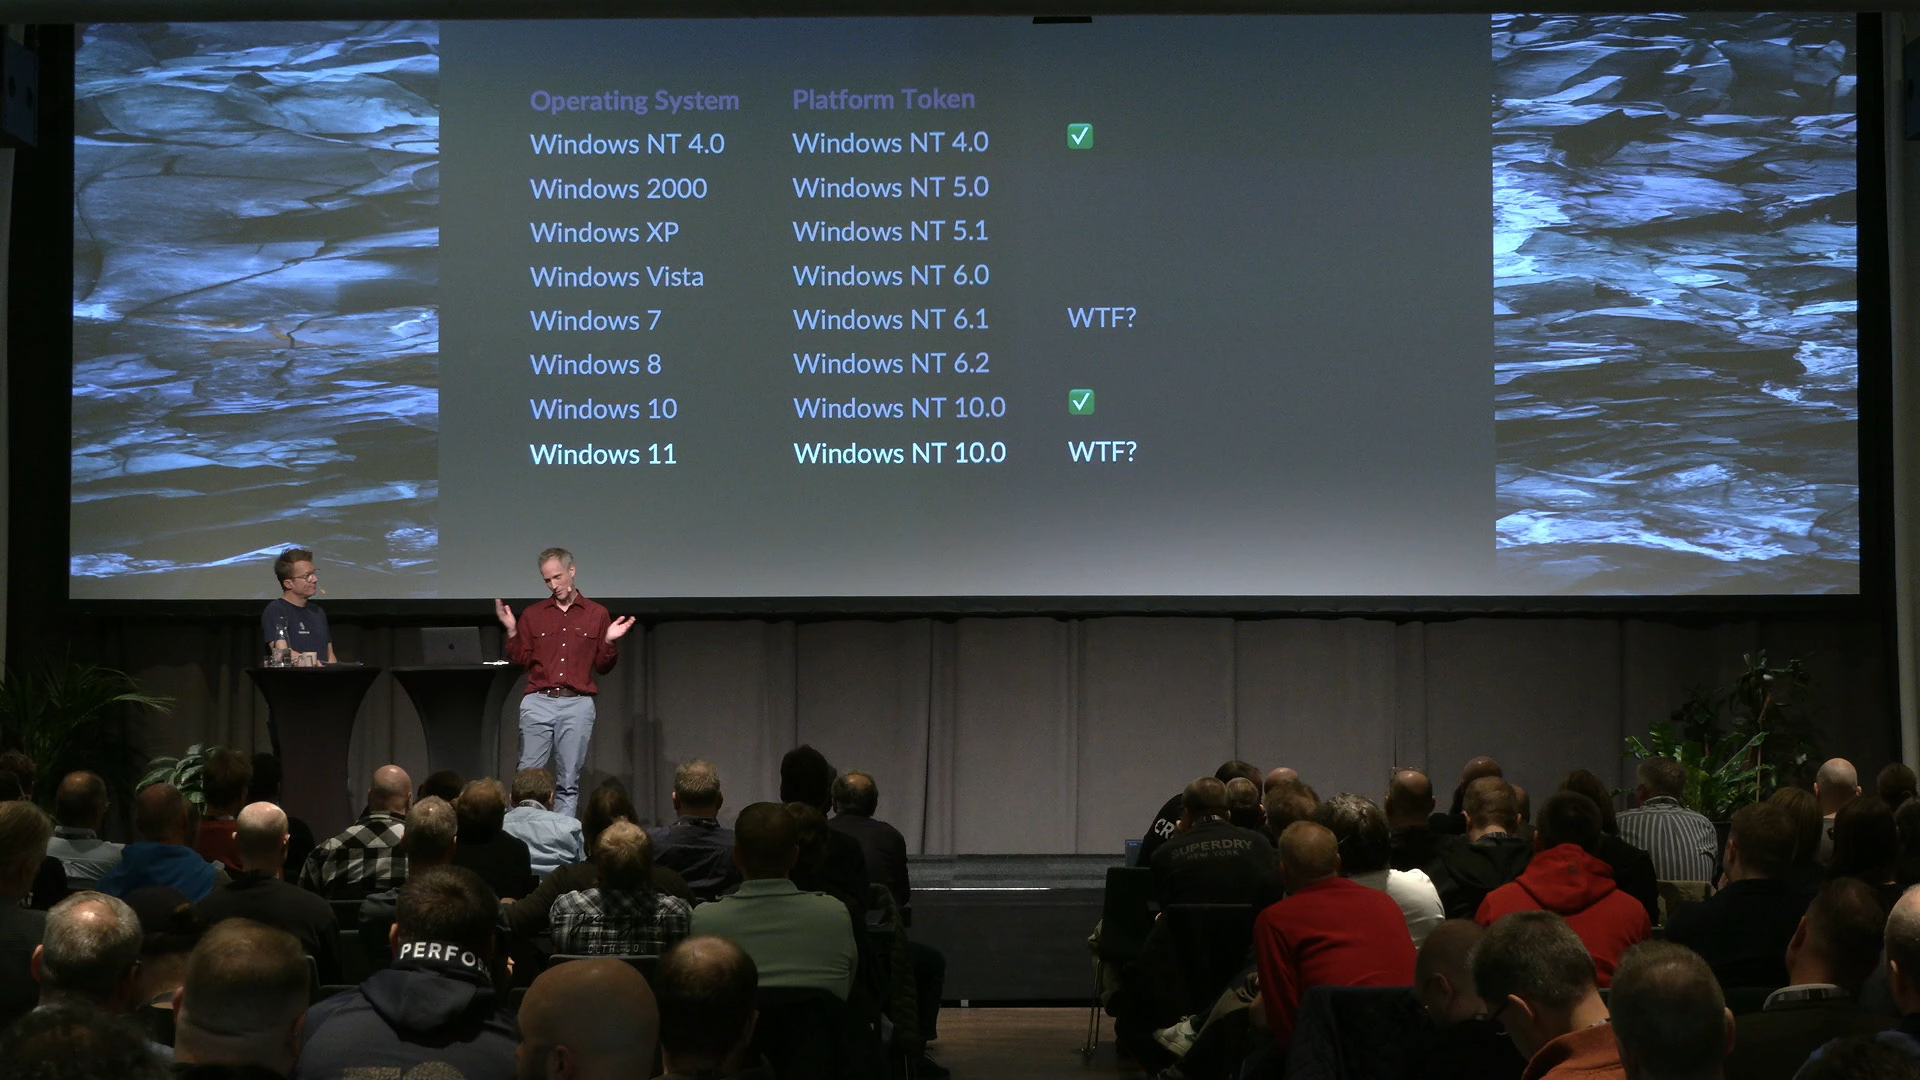 Operating System Platform Token
Windows NT 4.0 Windows NT 4.0 ✅
Windows 2000 Windows NT 5.0
Windows XP Windows NT 5.1
Windows Vista Windows NT 6.0
Windows 7 Windows NT 6.1 WTF?
Windows 8 Windows NT 6.2
Windows 10 Windows NT 10.0 ✅
Windows 11 Windows NT 10.0 WTF?
CR
SUPERDRY
NEW YORK
PERFO